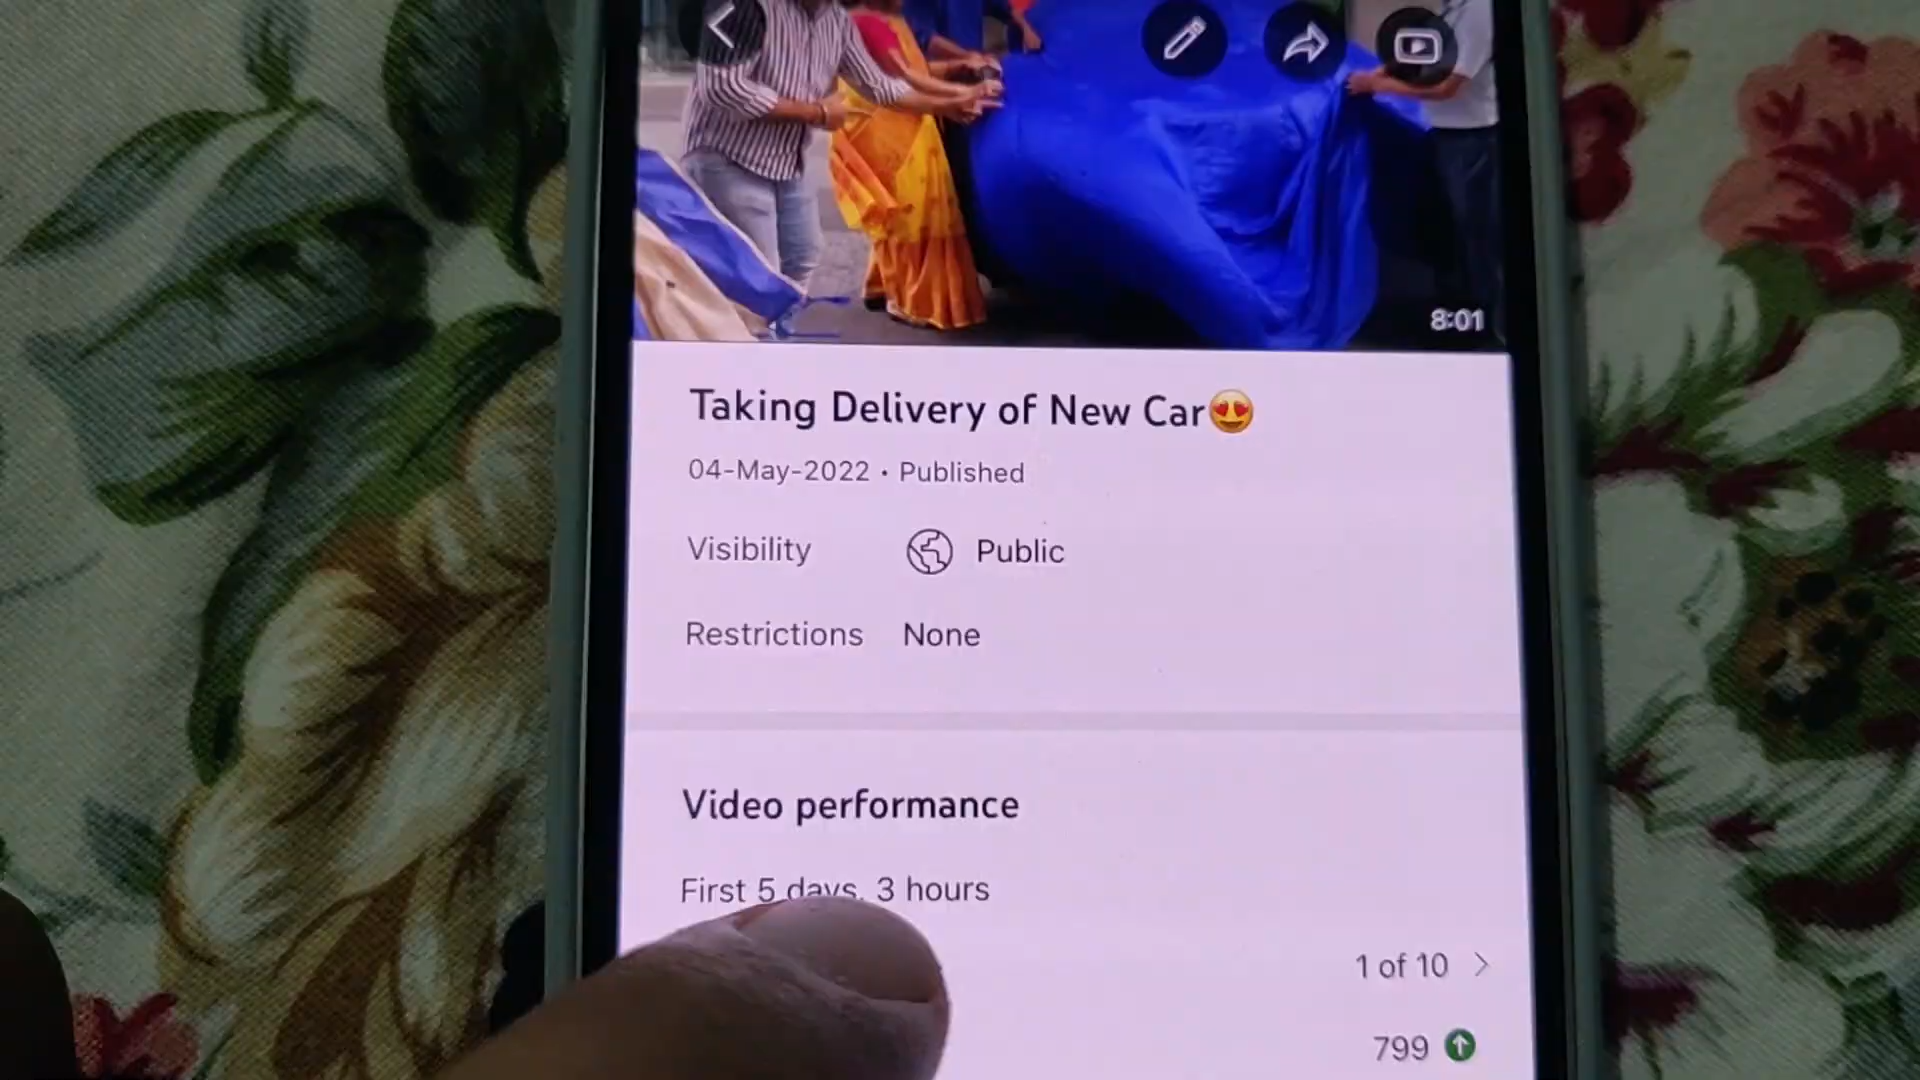 8:01
Taking Delivery of New Car😍
04-May-2022 • Published
Visibility Public
Restrictions None
Video performance
First 5 days, 3 hours
1 of 10 >
799